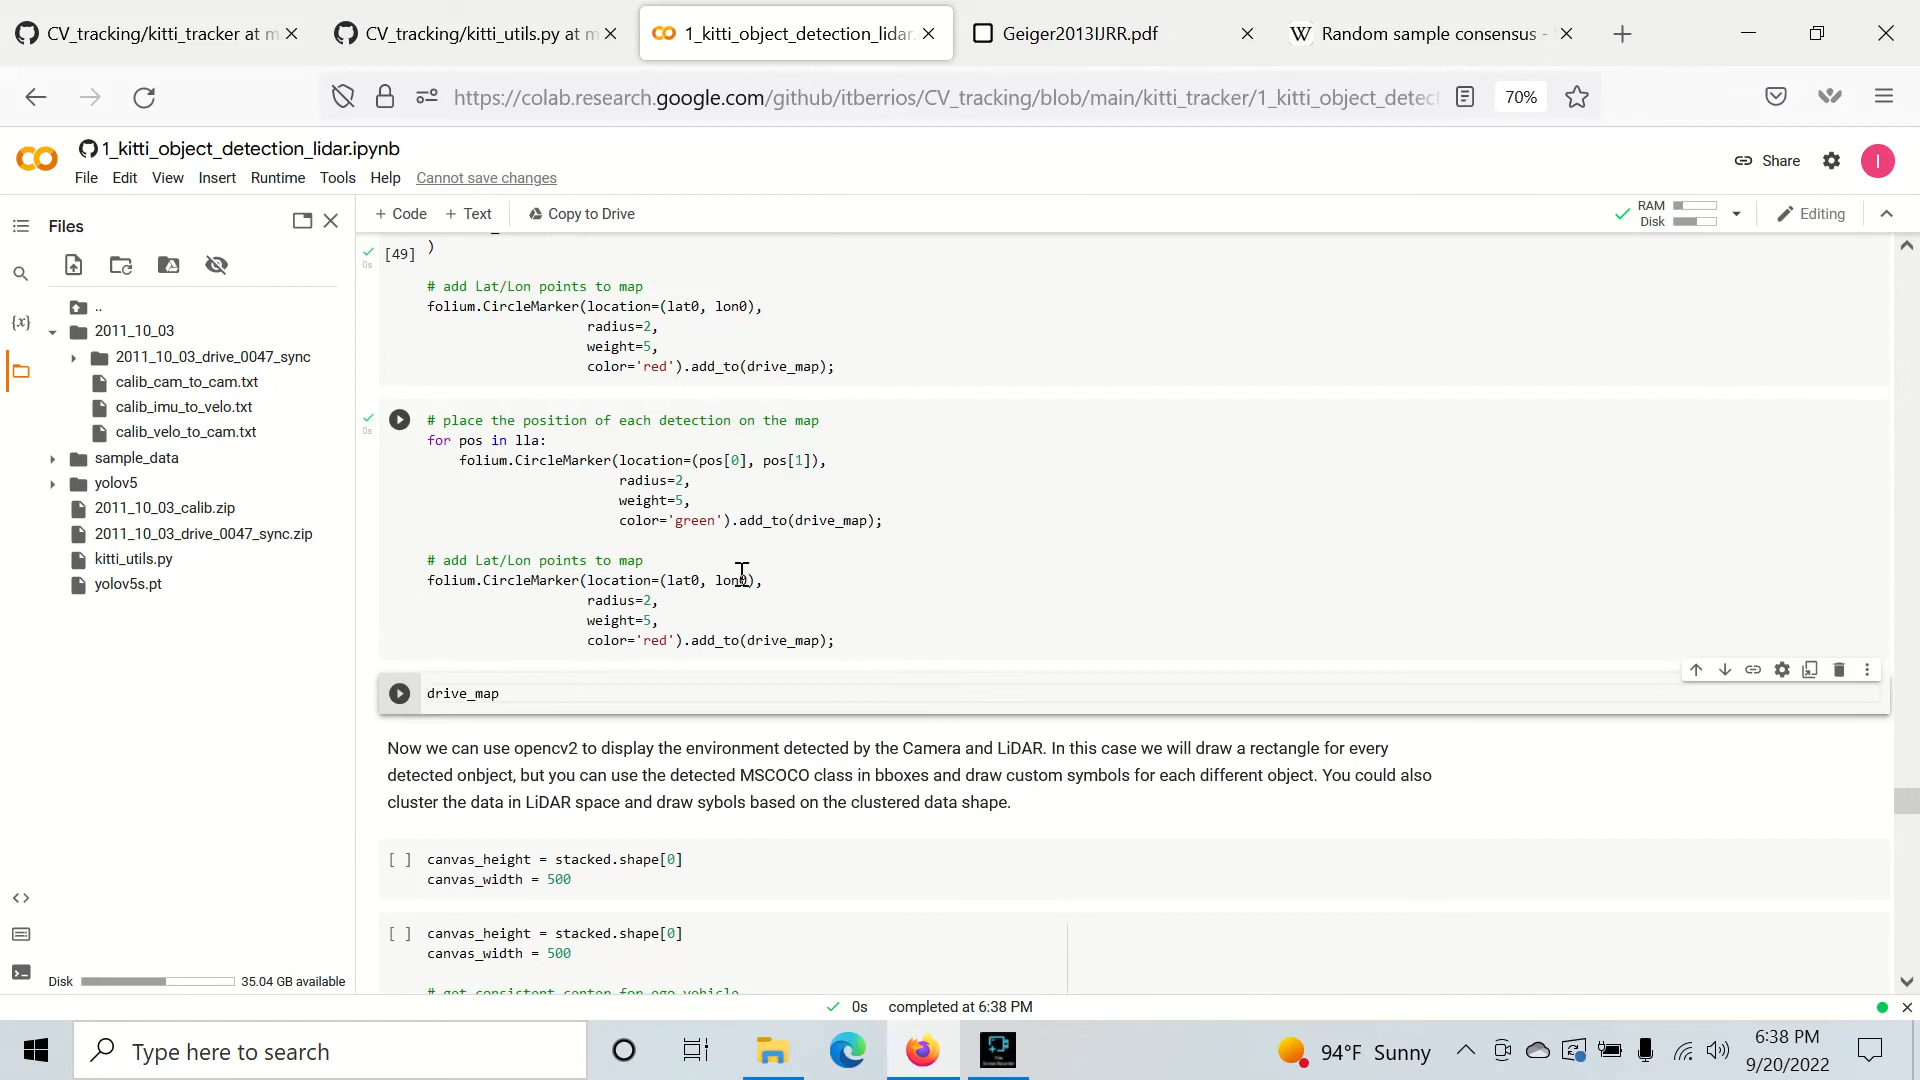 CV_tracking/kitti_tracker at m
CV_tracking/kitti_utils.py at m
1_kitti_object_detection_lidar.
Geiger2013IJRR.pdf
Random sample consensus -
https://colab.research.google.com/github/itberrios/CV_tracking/blob/main/kitti_tracker/1_kitti_object_detect
70%
1_kitti_object_detection_lidar.ipynb
File Edit View Insert Runtime Tools Help Cannot save changes
Share
I
Files
+ Code + Text Copy to Drive
RAM
Disk
Editing
..
2011_10_03
2011_10_03_drive_0047_sync
calib_cam_to_cam.txt
calib_imu_to_velo.txt
calib_velo_to_cam.txt
sample_data
yolov5
2011_10_03_calib.zip
2011_10_03_drive_0047_sync.zip
kitti_utils.py
yolov5s.pt
Disk 35.04 GB available
0s
[49] )
# add Lat/Lon points to map
folium.CircleMarker(location=(lat0, lon0),
radius=2,
weight=5,
color='red').add_to(drive_map);
0s
# place the position of each detection on the map
for pos in lla:
folium.CircleMarker(location=(pos[0], pos[1]),
radius=2,
weight=5,
color='green').add_to(drive_map);
# add Lat/Lon points to map
folium.CircleMarker(location=(lat0, lon0),
radius=2,
weight=5,
color='red').add_to(drive_map);
drive_map
Now we can use opencv2 to display the environment detected by the Camera and LiDAR. In this case we will draw a rectangle for every
detected onbject, but you can use the detected MSCOCO class in bboxes and draw custom symbols for each different object. You could also
cluster the data in LiDAR space and draw sybols based on the clustered data shape.
[ ] canvas_height = stacked.shape[0]
canvas_width = 500
[ ] canvas_height = stacked.shape[0]
canvas_width = 500
# get consistent center for ego vehicle
0s completed at 6:38 PM
Type here to search
94°F Sunny
6:38 PM
9/20/2022